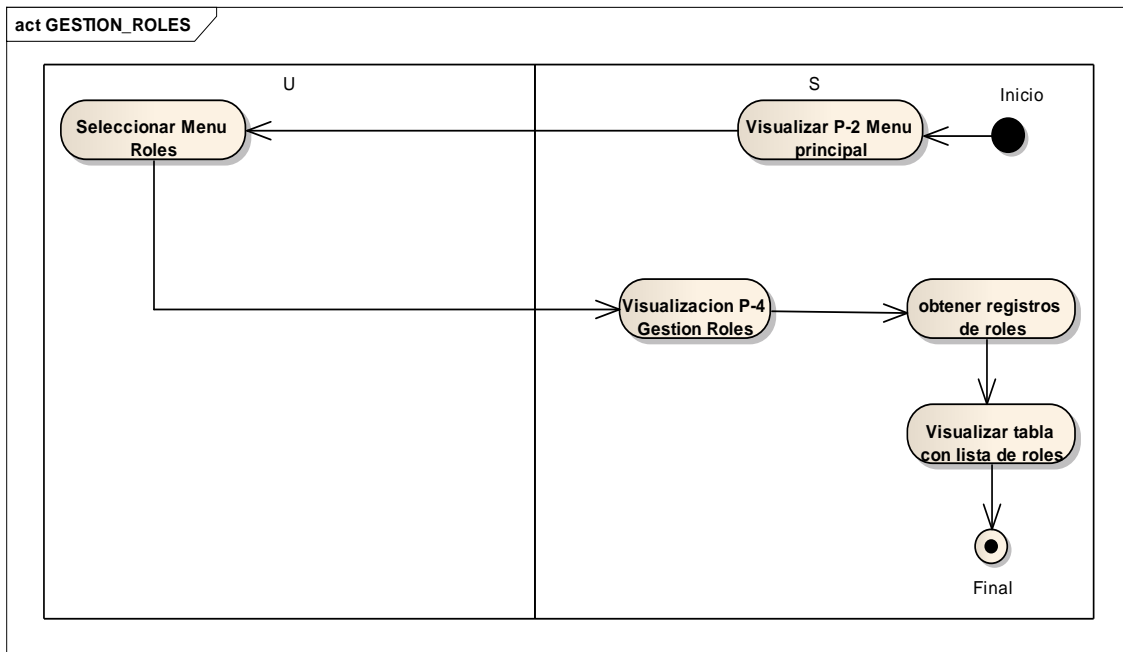 act GESTION_ROLES
U
S
Inicio
Seleccionar Menu
Roles
Visualizar P-2 Menu
principal
Visualizacion P-4
Gestion Roles
obtener registros
de roles
Visualizar tabla
con lista de roles
Final